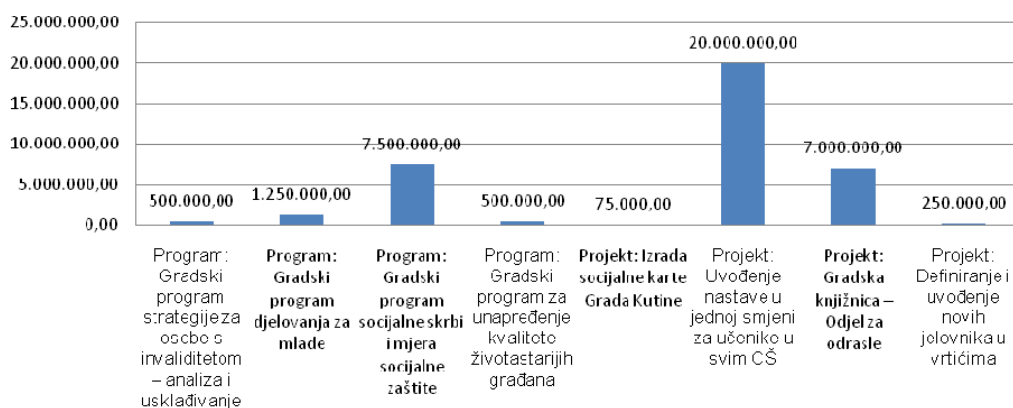 25.000.000,00
20.000.000,00
15.000.000,00
10.000.000,00
5.000.000,00
0,00
500.000,00
1.250.000,00
7.500.000,00
500.000,00
75.000,00
20.000.000,00
7.000.000,00
250.000,00
Program:
Gradski
program
strategije za
osobe s
invaliditetom
– analiza i
usklađivanje
Program:
Gradski
program
djelovanja za
mlade
Program:
Gradski
program
socijalne skrbi
i mjera
socijalne
zaštite
Program:
Gradski
program za
unapređenje
kvalitete
života starijih
građana
Projekt: Izrada
socijalne karte
Grada Kutine
Projekt:
Uvođenje
nastave u
jednoj smjeni
za učenike u
svim OŠ
Projekt:
Gradska
knjižnica –
Odjel za
odrasle
Projekt:
Definiranje i
uvođenje
novih
jelovnika u
vrtićima